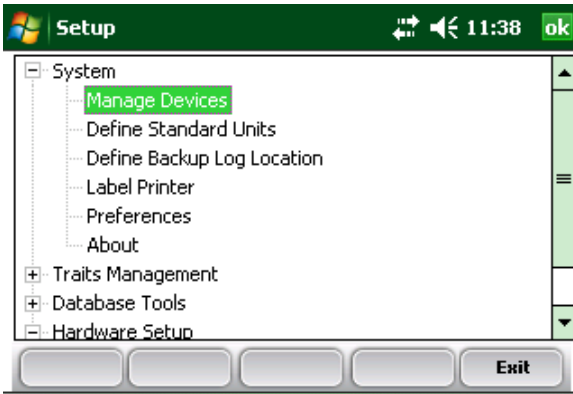 Setup 11:38 ok
System
Manage Devices
Define Standard Units
Define Backup Log Location
Label Printer
Preferences
About
Traits Management
Database Tools
Hardware Setup
Exit